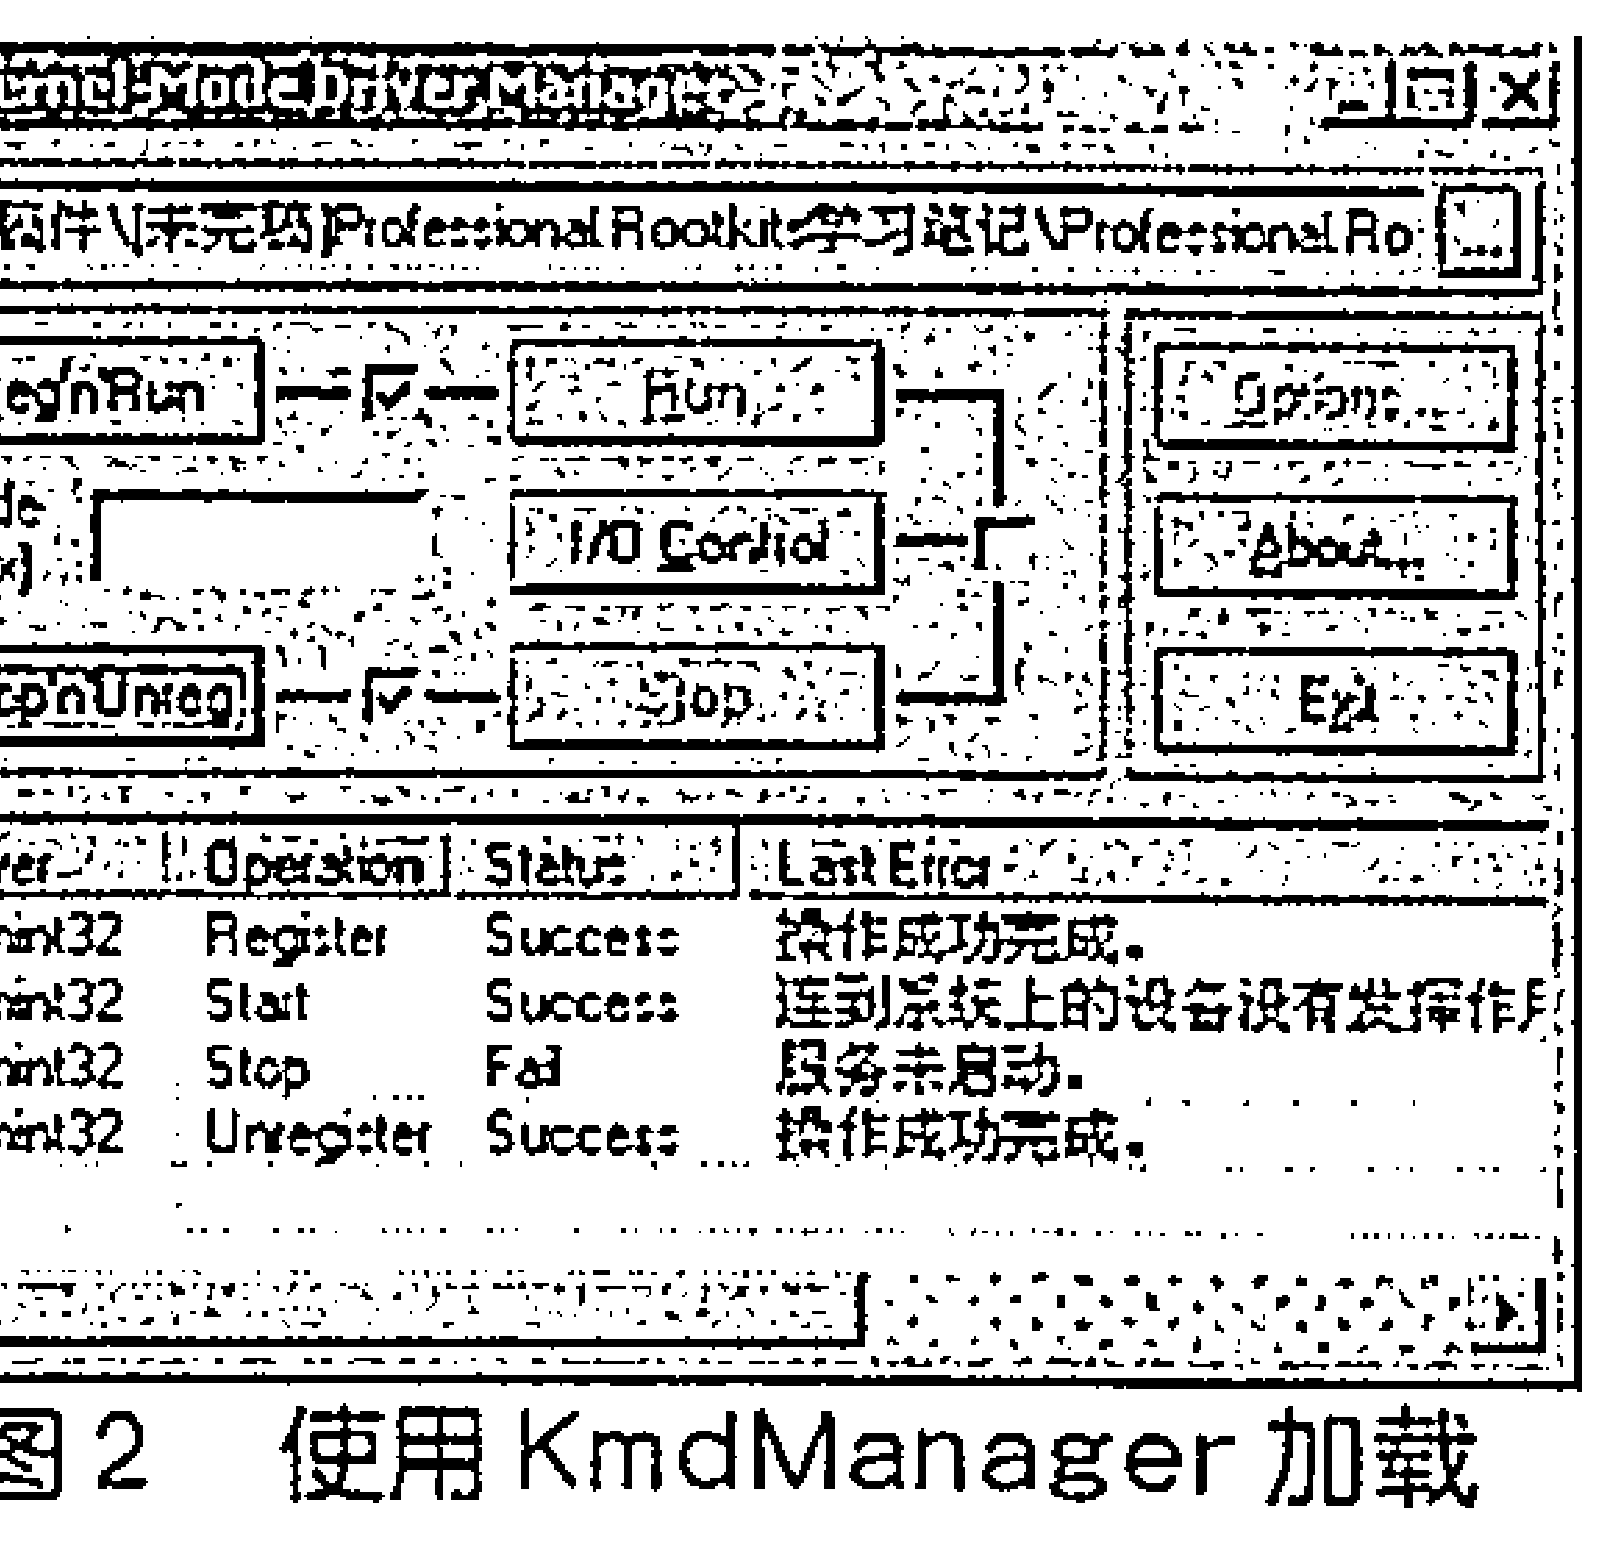 Mode Driver Manager
件\[未完成]Professional Rootkit学习笔记\Professional Ro ...
Run Options...
I/O Control About...
Stop Exit
Operation Status Last Error
Register Success 操作成功完成。
Start Success 连到系统上的设备没有发挥作用
Stop Fail 服务未启动。
Unregister Success 操作成功完成。
图 2 使用 KmdManager 加载